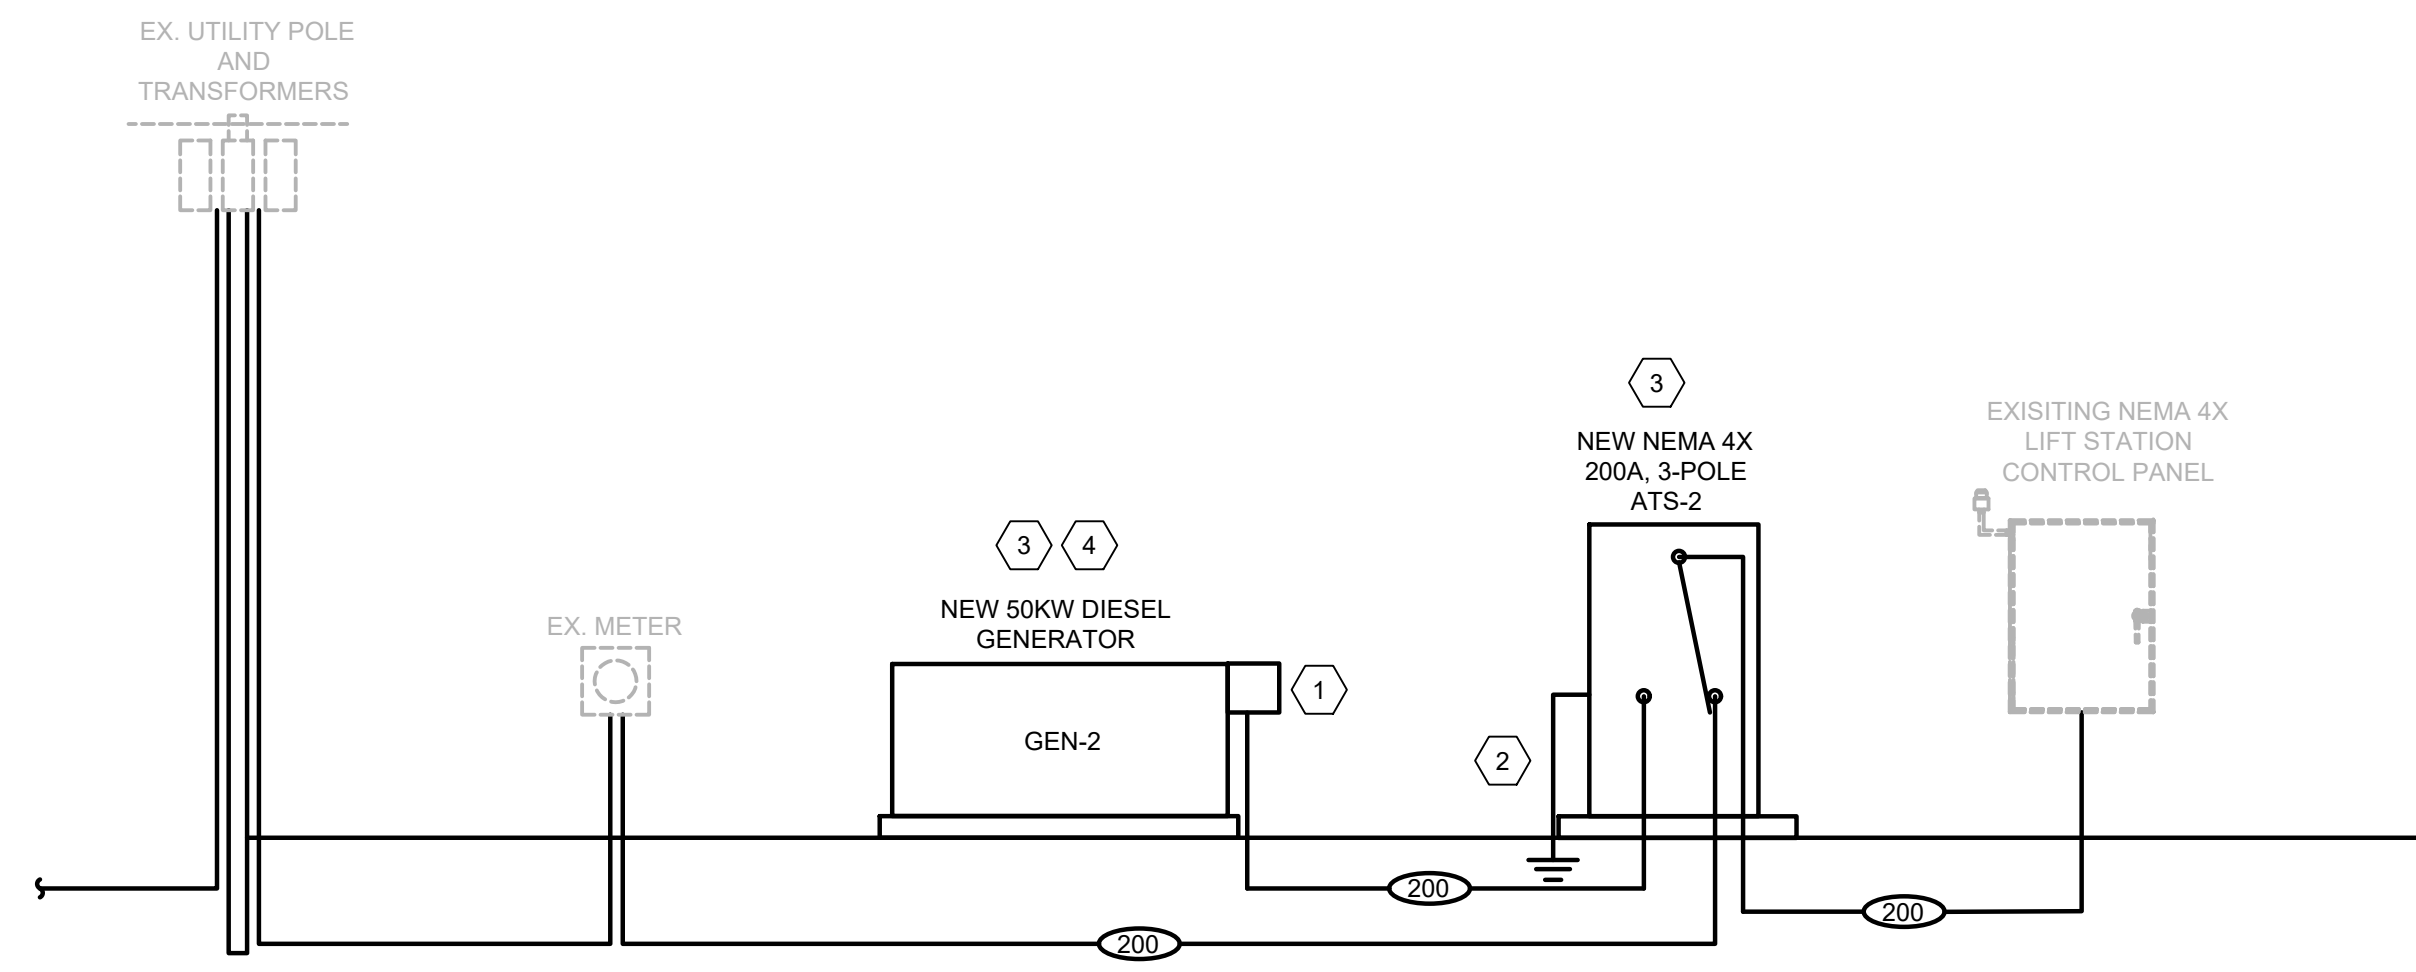 EX. UTILITY POLE
AND
TRANSFORMERS
3
NEW NEMA 4X
200A, 3-POLE
ATS-2
EXISITING NEMA 4X
LIFT STATION
CONTROL PANEL
3
4
NEW 50KW DIESEL
GENERATOR
EX. METER
1
GEN-2
2
200
200
200